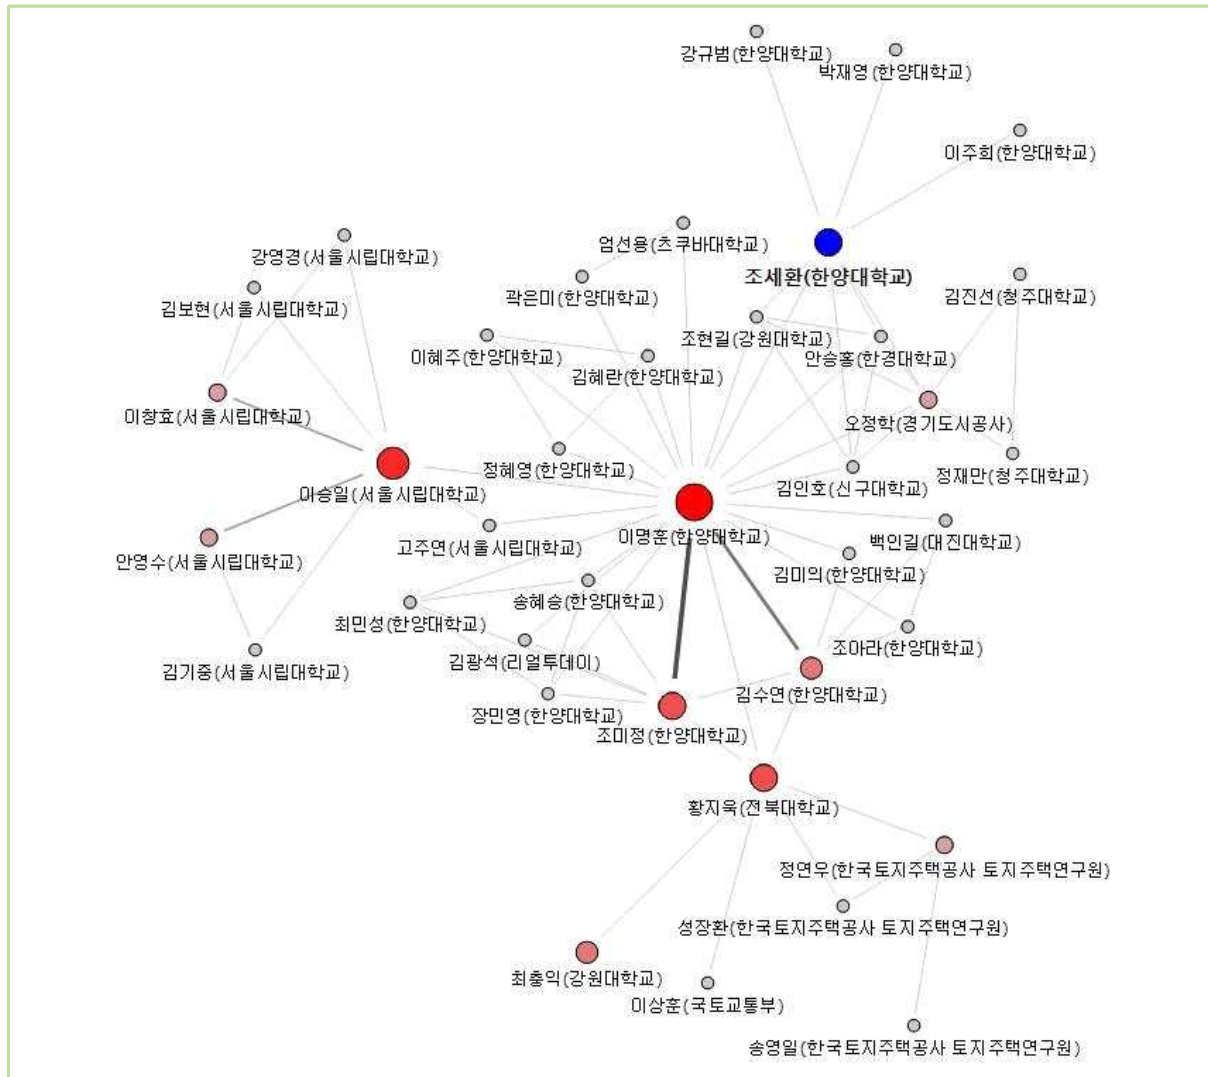 강규범(한양대학교)
박재영(한양대학교)
이주희(한양대학교)
엄선용(츠쿠바대학교)
강영경(서울시립대학교)
조세환(한양대학교)
곽은미(한양대학교)
김진선(청주대학교)
김보현(서울시립대학교)
조현길(강원대학교)
이혜주(한양대학교)
안승홍(한경대학교)
김혜란(한양대학교)
이창효(서울시립대학교)
오정학(경기도시공사)
정혜영(한양대학교)
정재만(청주대학교)
김인호(신구대학교)
이승일(서울시립대학교)
이명훈(한양대학교)
백인길(대진대학교)
고주연(서울시립대학교)
안영수(서울시립대학교)
김미익(한양대학교)
송혜승(한양대학교)
최민성(한양대학교)
조아라(한양대학교)
김광석(리얼투데이)
김기중(서울시립대학교)
김수연(한양대학교)
장민영(한양대학교)
조미정(한양대학교)
황지욱(전북대학교)
정연우(한국토지주택공사 토지주택연구원)
성장환(한국토지주택공사 토지주택연구원)
최충익(강원대학교)
이상훈(국토교통부)
송영일(한국토지주택공사 토지주택연구원)